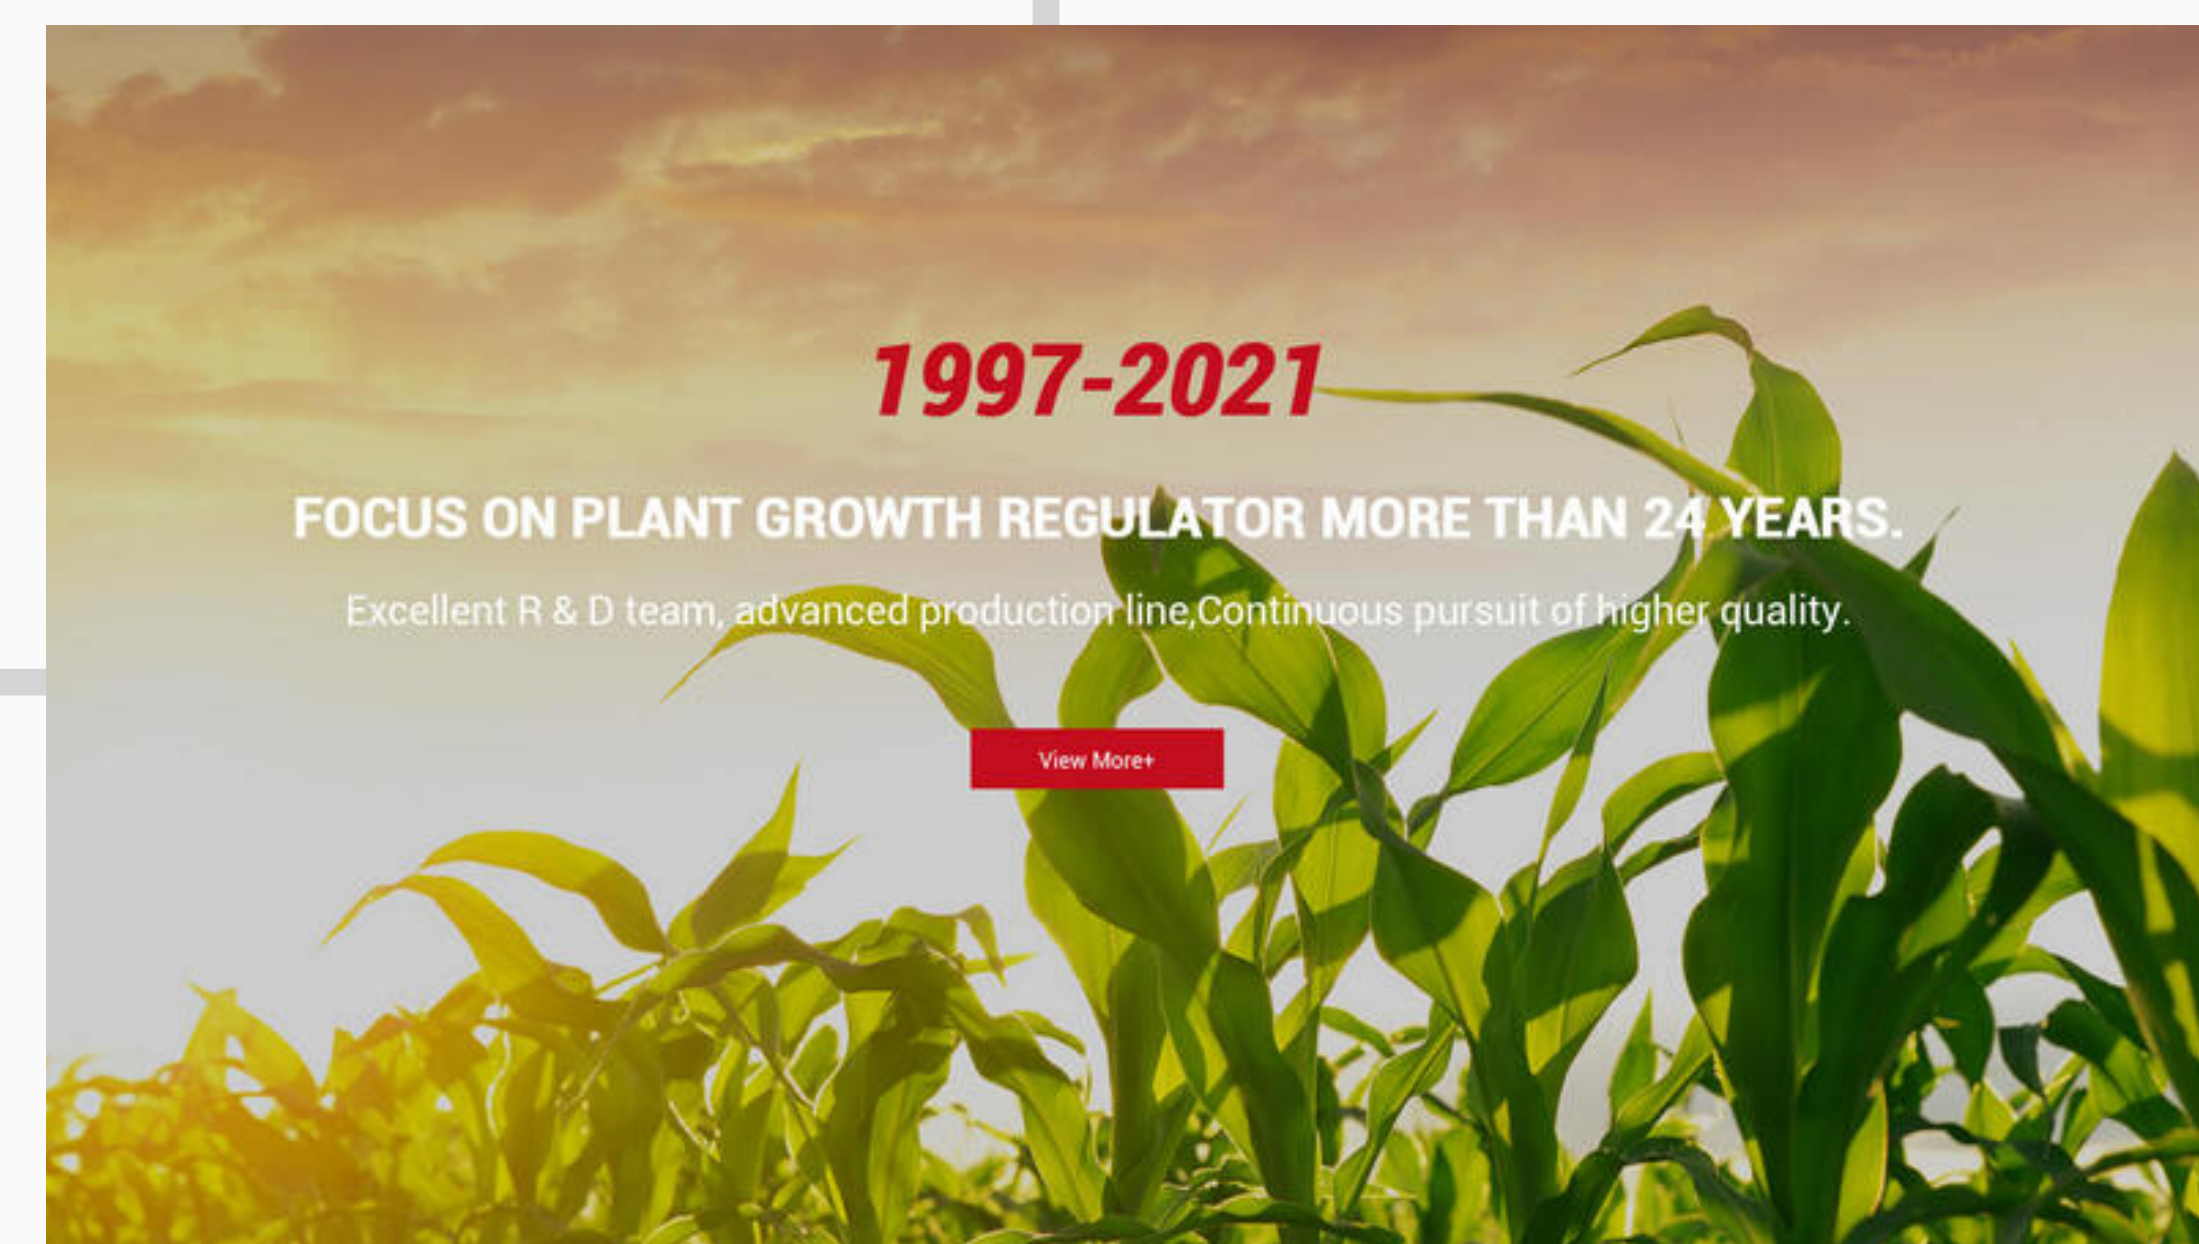 1997-2021
FOCUS ON PLANT GROWTH REGULATOR MORE THAN 24 YEARS.
Excellent R & D team, advanced production line,Continuous pursuit of higher quality.
View More+